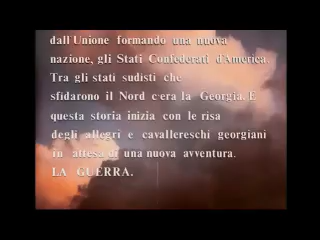 dall'Unione formando una nuova
nazione, gli Stati Confederati d'America.
Tra gli stati sudisti che
sfidarono il Nord c'era la Georgia. E
questa storia inizia con le risa
degli allegri e cavallereschi georgiani
in attesa di una nuova avventura.
LA GUERRA.